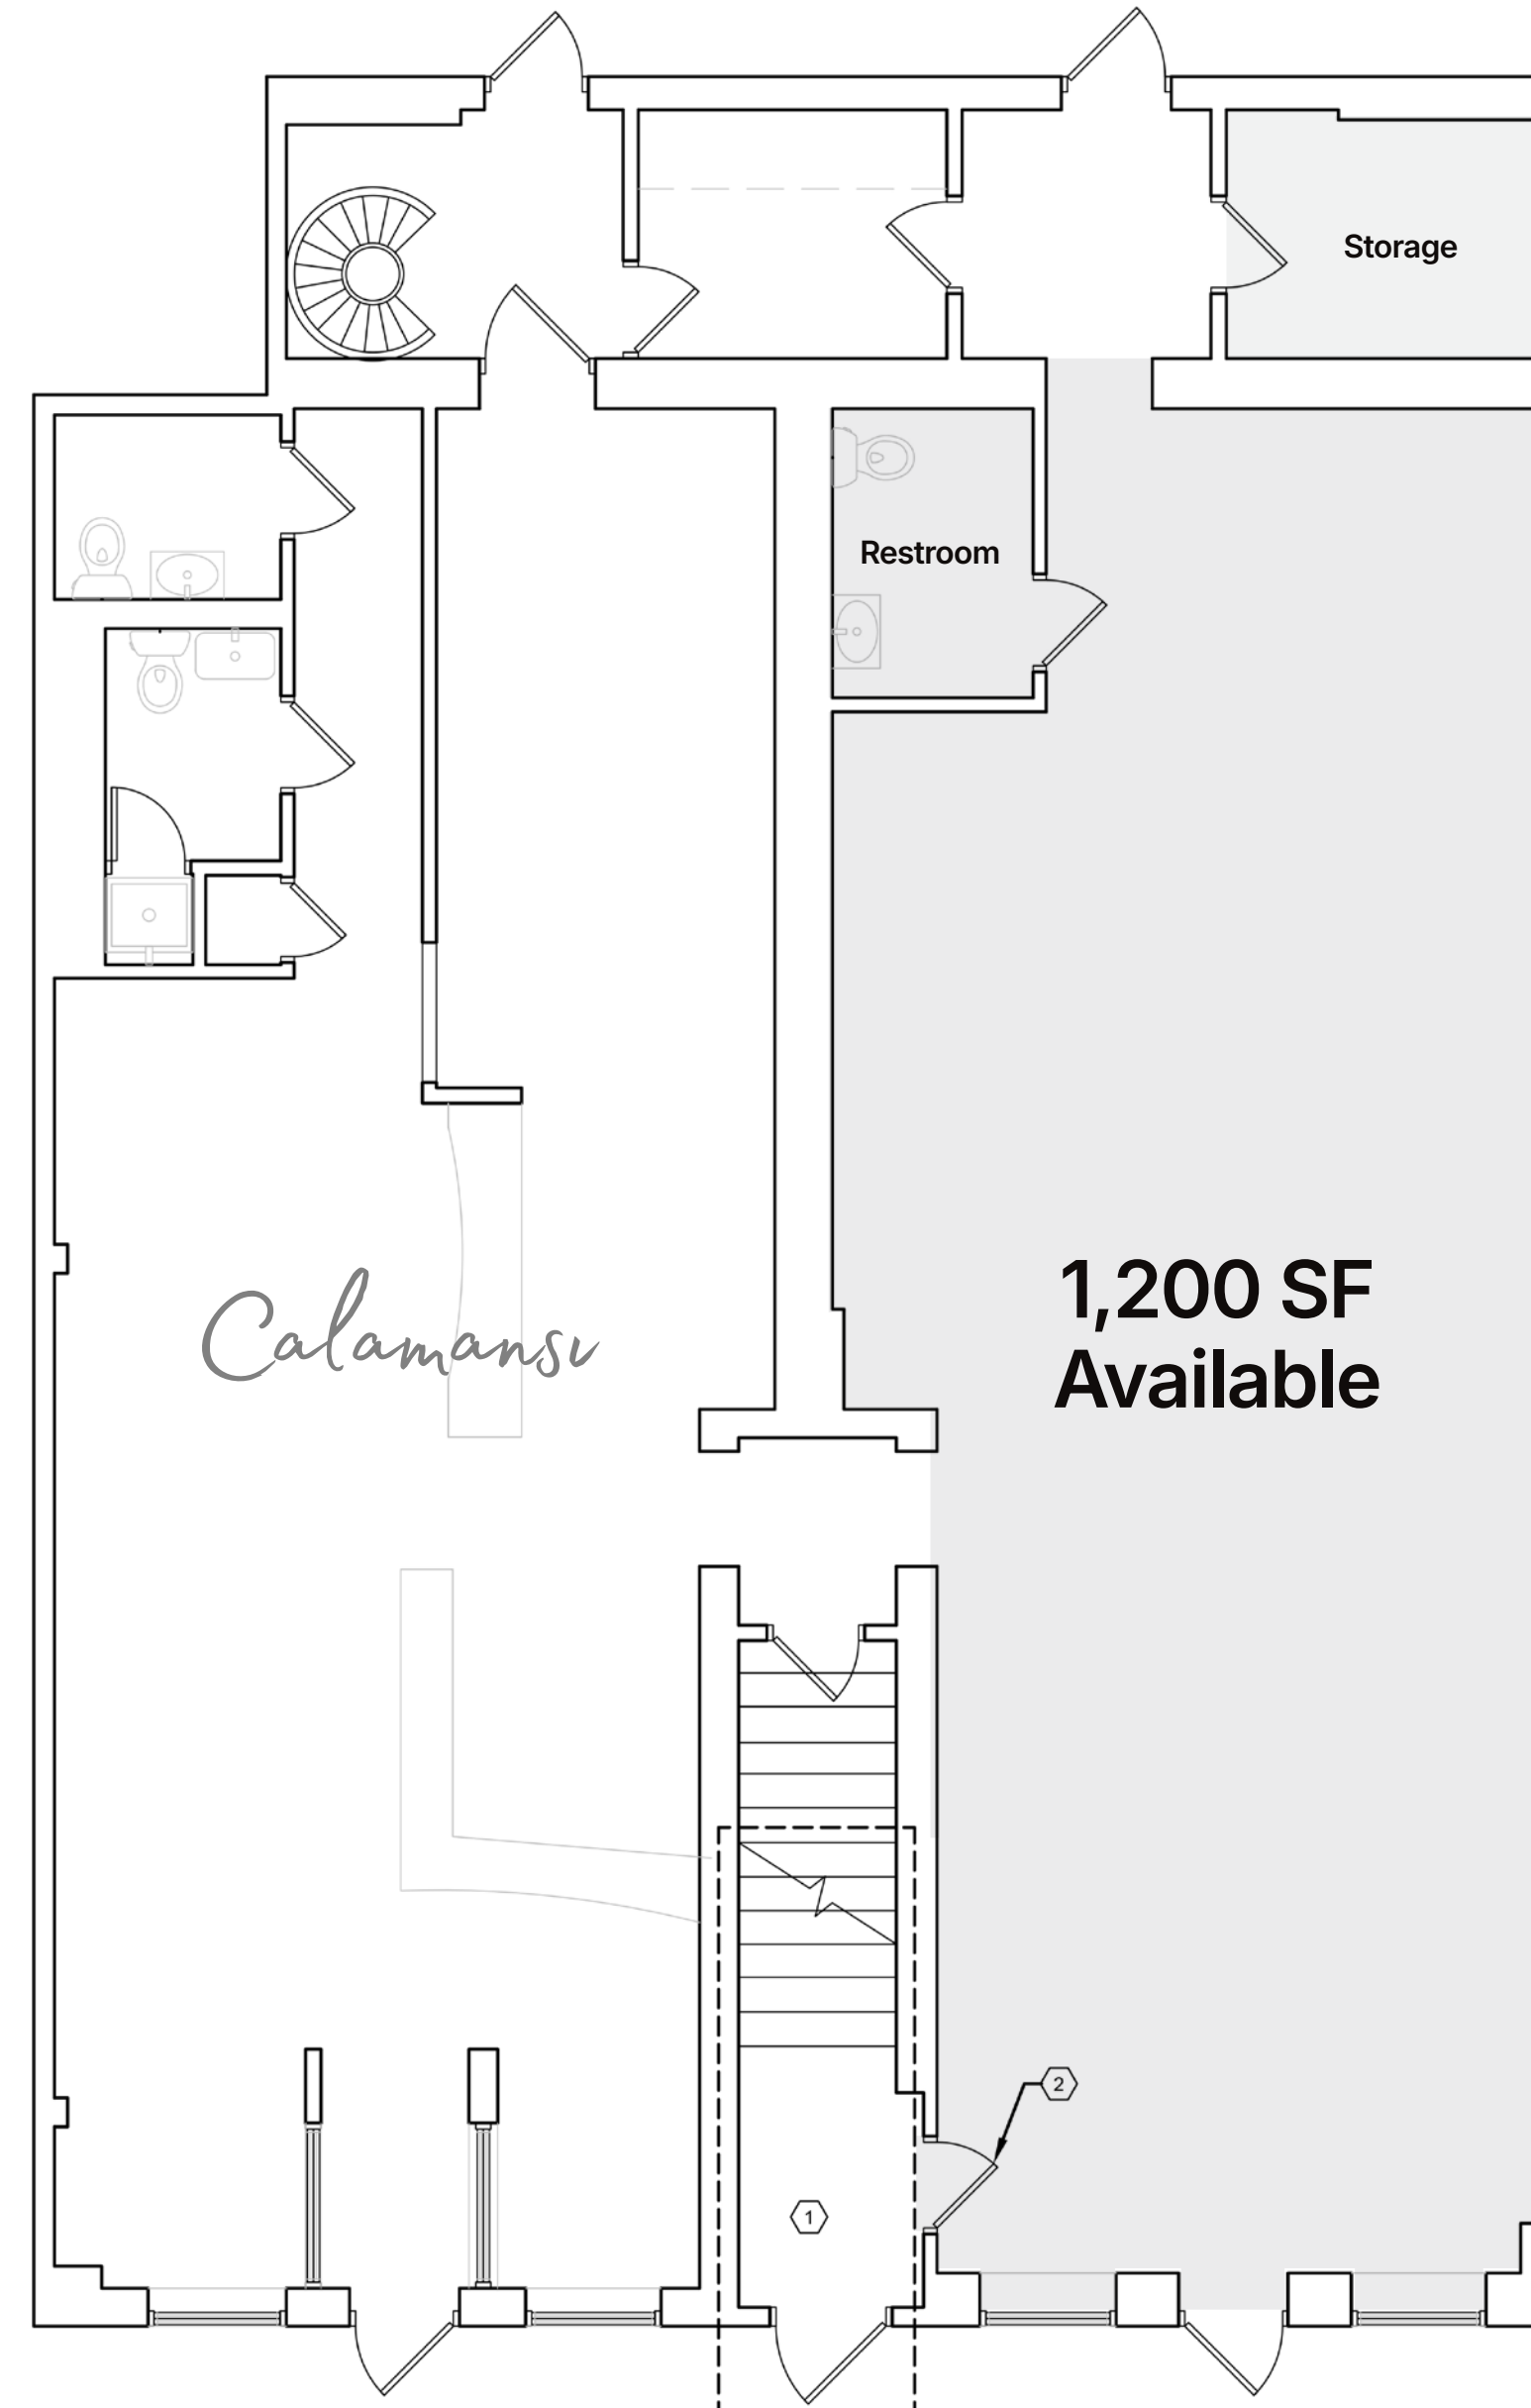 Storage
Restroom
1,200 SF
Available
Calamansi
2
1